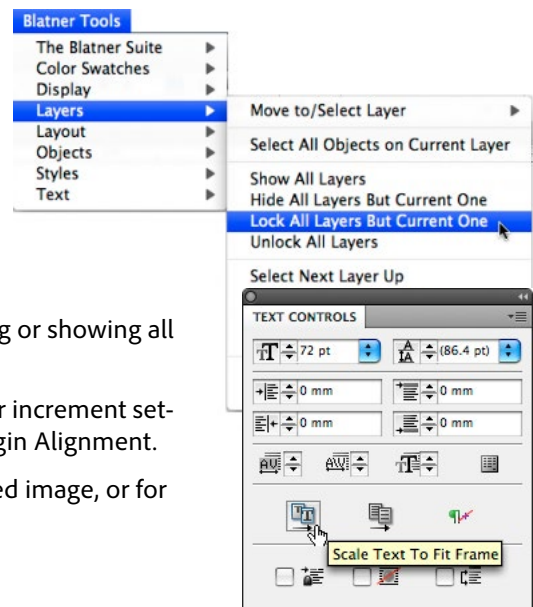 Blatner Tools
The Blatner Suite
Color Swatches
Display
Layers
Layout
Objects
Styles
Text
Move to/Select Layer
Select All Objects on Current Layer
Show All Layers
Hide All Layers But Current One
Lock All Layers But Current One
Unlock All Layers
Select Next Layer Up
g or showing all
r increment set-
gin Alignment.
ed image, or for
TEXT CONTROLS
72 pt
(86.4 pt)
0 mm
0 mm
0 mm
0 mm
Scale Text To Fit Frame